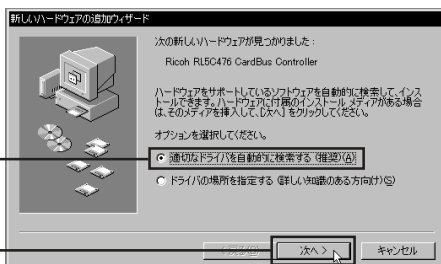 新しいハードウェアの追加ウィザード
次の新しいハードウェアが見つかりました :
Ricoh RL5C476 CardBus Controller
ハードウェアをサポートしているソフトウェアを自動的に検索して、インス
トールできます。ハードウェアに付属のインストール メディアがある場合
は、そのメディアを挿入して、[次へ] をクリックしてください。
オプションを選択してください。
適切なドライバを自動的に検索する (推奨)(A)
ドライバの場所を指定する (詳しい知識のある方向け)(S)
< 戻る(B)
次へ >
キャンセル